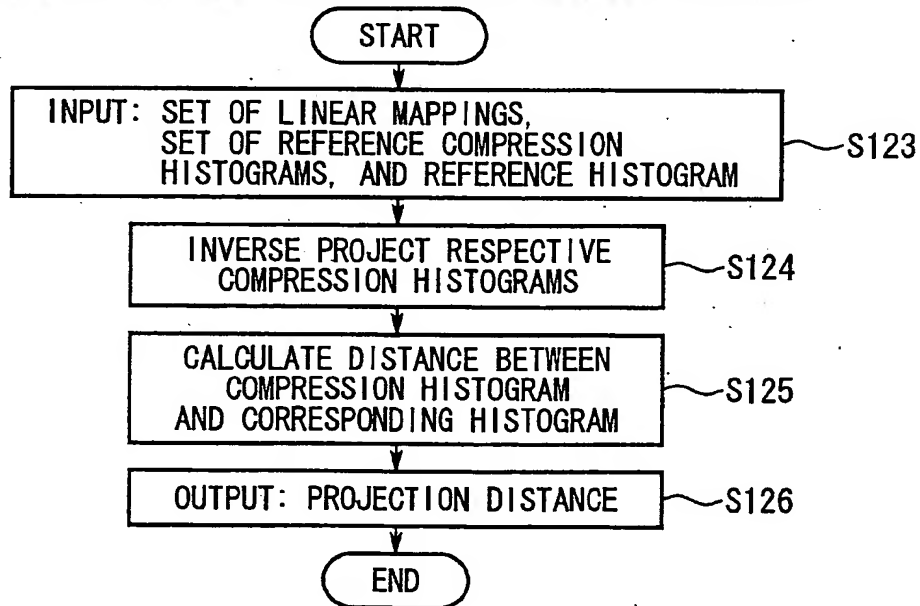 START
INPUT: SET OF LINEAR MAPPINGS,
SET OF REFERENCE COMPRESSION
HISTOGRAMS, AND REFERENCE HISTOGRAM
S123
INVERSE PROJECT RESPECTIVE
COMPRESSION HISTOGRAMS
S124
CALCULATE DISTANCE BETWEEN
COMPRESSION HISTOGRAM
AND CORRESPONDING HISTOGRAM
S125
OUTPUT: PROJECTION DISTANCE
S126
END